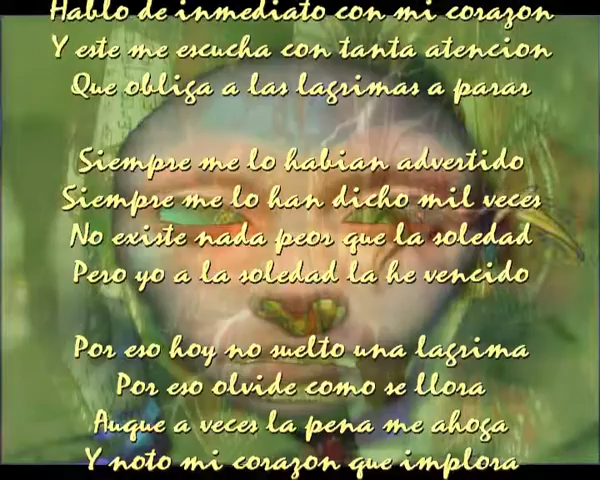 Hablo de inmediato con mi corazon
Y este me escucha con tanta atencion
Que obliga a las lagrimas a parar
Siempre me lo habian advertido
Siempre me lo han dicho mil veces
No existe nada peor que la soledad
Pero yo a la soledad la he vencido
Por eso hoy no suelto una lagrima
Por eso olvide como se llora
Auque a veces la pena me ahoga
Y noto mi corazon que implora